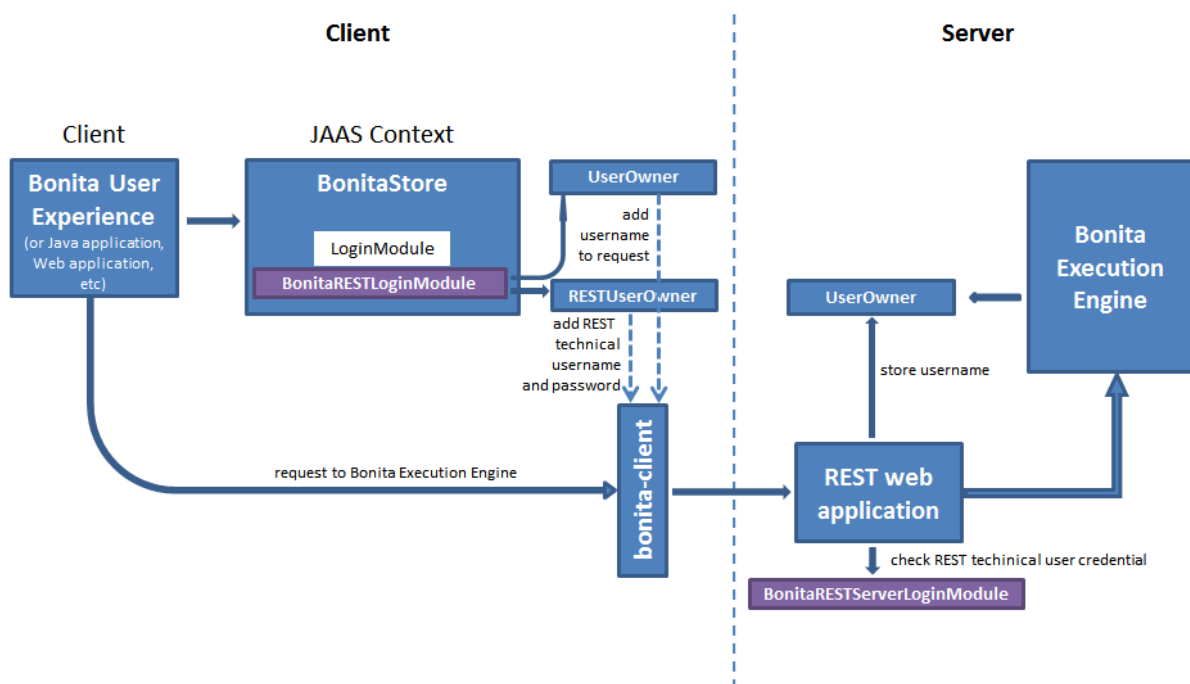 Client
Server
Client
JAAS Context
Bonita User
Experience
(or Java application,
Web application,
etc)
BonitaStore
LoginModule
BonitaRESTLoginModule
UserOwner
add
username
to request
RESTUserOwner
add REST
technical
username
and password
request to Bonita Execution Engine
bonita-client
Bonita
Execution
Engine
UserOwner
store username
REST web
application
check REST techinical user credential
BonitaRESTServerLoginModule